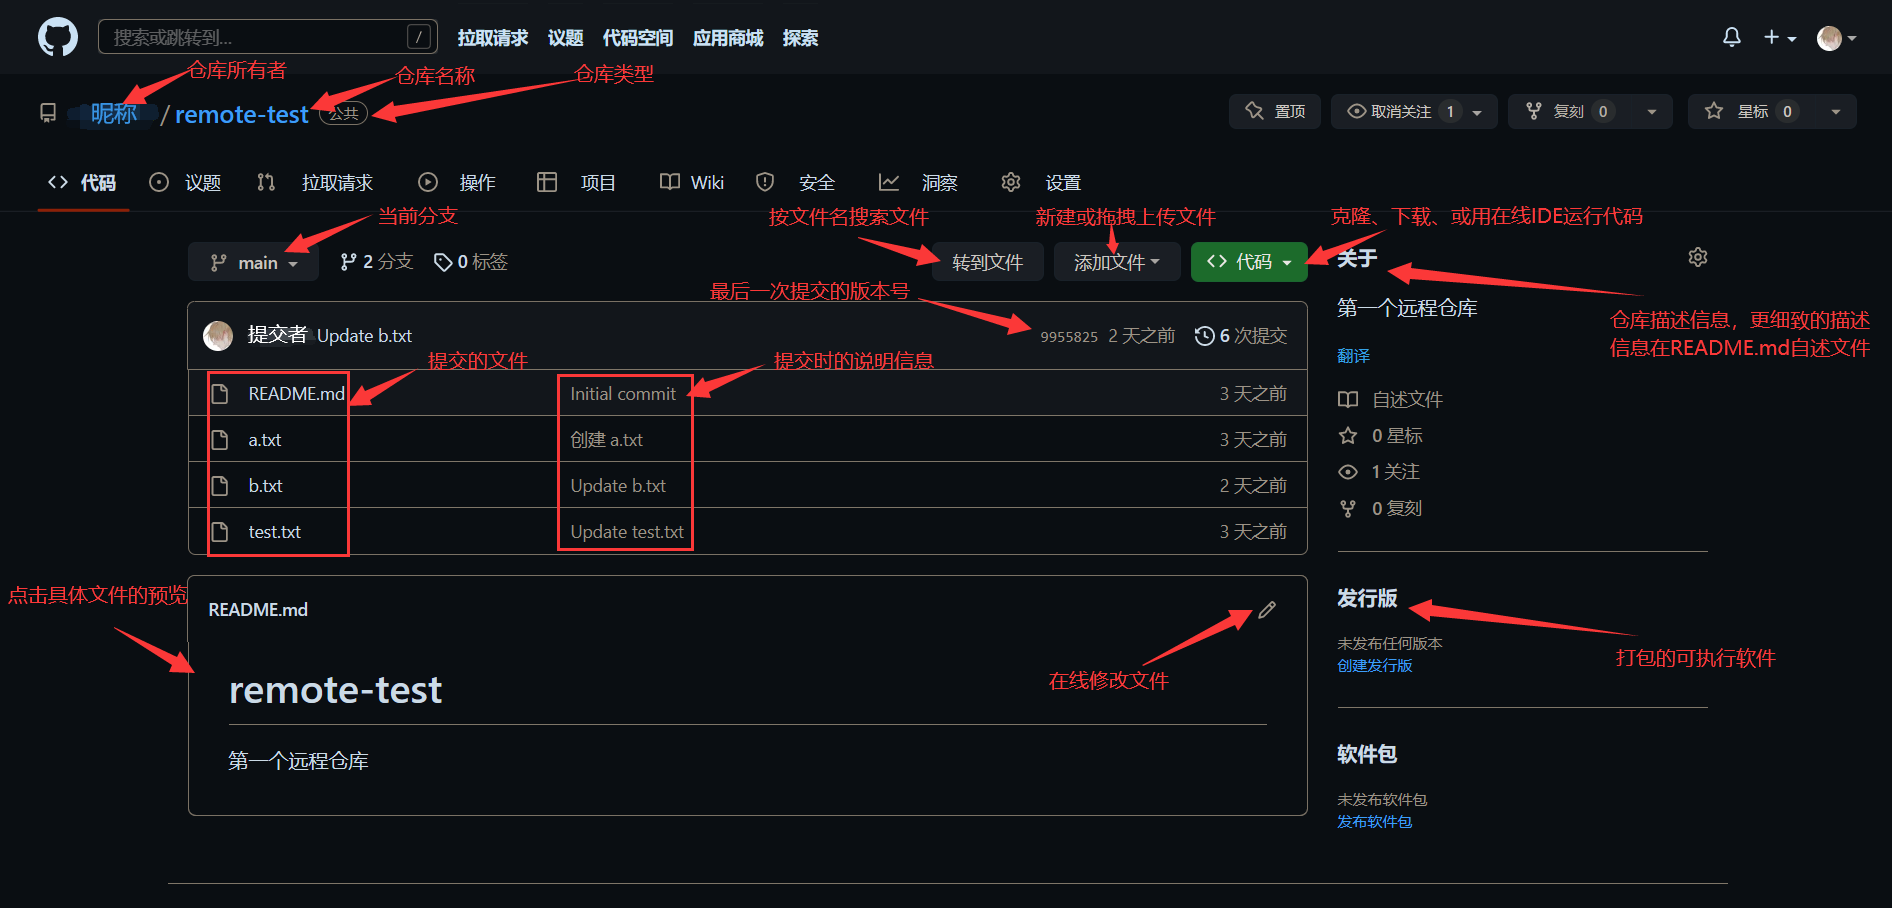 搜索或跳转到... /
拉取请求 议题 代码空间 应用商城 探索
仓库所有者
仓库名称
仓库类型
昵称 / remote-test 公共
置顶
取消关注 1
复刻 0
星标 0
代码
议题
拉取请求
操作
项目
Wiki
安全
洞察
设置
当前分支
按文件名搜索文件
新建或拖拽上传文件
克隆、下载、或用在线IDE运行代码
main
2 分支
0 标签
转到文件
添加文件
代码
最后一次提交的版本号
提交者 Update b.txt
9955825 2 天之前
6 次提交
提交的文件
提交时的说明信息
README.md Initial commit 3 天之前
a.txt 创建 a.txt 3 天之前
b.txt Update b.txt 2 天之前
test.txt Update test.txt 3 天之前
点击具体文件的预览
README.md
在线修改文件
remote-test
第一个远程仓库
关于
第一个远程仓库
仓库描述信息，更细致的描述
信息在README.md自述文件
翻译
自述文件
0 星标
1 关注
0 复刻
发行版
未发布任何版本
创建发行版
打包的可执行软件
软件包
未发布软件包
发布软件包